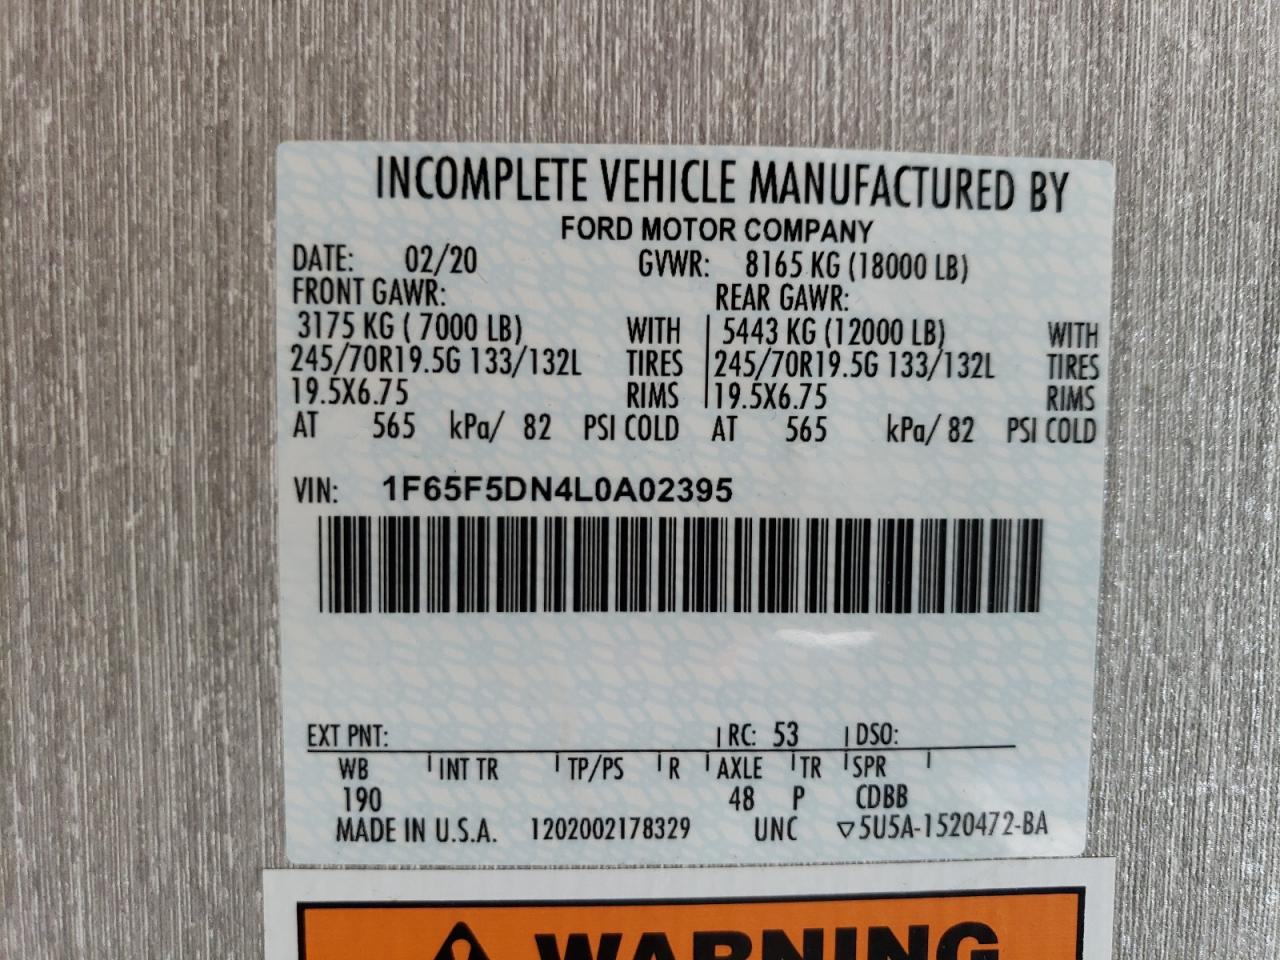 INCOMPLETE VEHICLE MANUFACTURED BY
FORD MOTOR COMPANY
DATE: 02/20 GVWR: 8165 KG (18000 LB)
FRONT GAWR: REAR GAWR:
3175 KG ( 7000 LB) WITH 5443 KG (12000 LB) WITH
245/70R19.5G 133/132L TIRES 245/70R19.5G 133/132L TIRES
19.5X6.75 RIMS 19.5X6.75 RIMS
AT 565 kPa/ 82 PSI COLD AT 565 kPa/ 82 PSI COLD
VIN: 1F65F5DN4L0A02395
EXT PNT: RC: 53 DSO:
WB INT TR TP/PS R AXLE TR SPR
190 48 P CDBB
MADE IN U.S.A. 1202002178329 UNC ▽5U5A-1520472-BA
WARNING